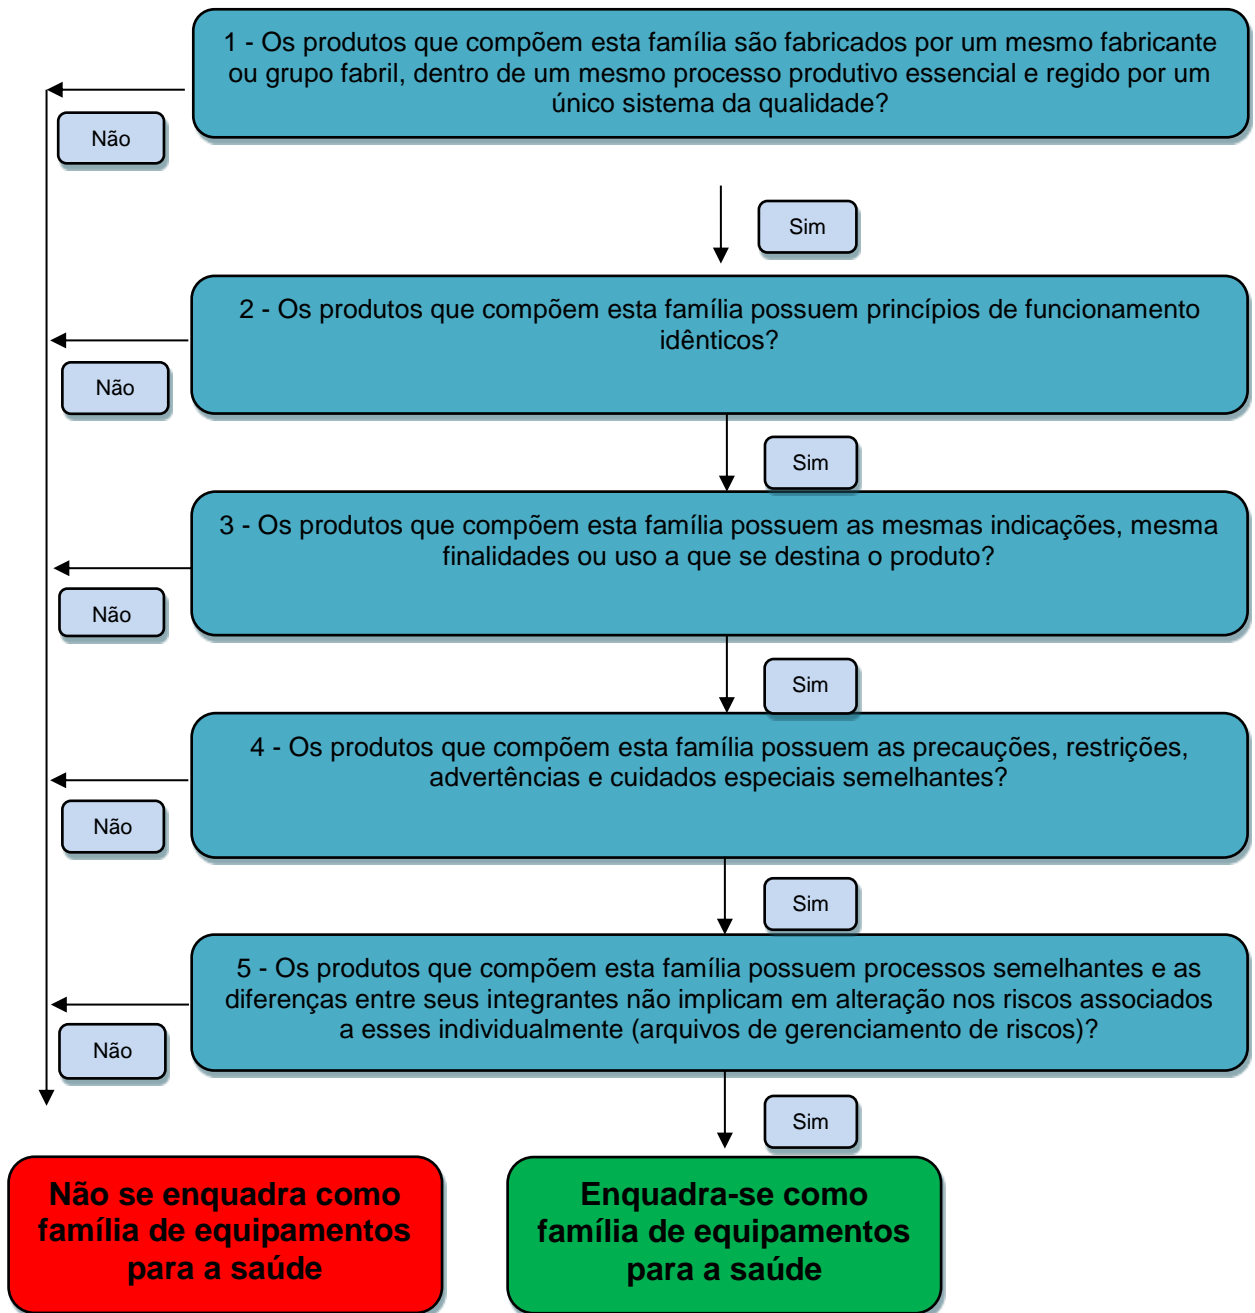 1 - Os produtos que compõem esta família são fabricados por um mesmo fabricante
ou grupo fabril, dentro de um mesmo processo produtivo essencial e regido por um
único sistema da qualidade?
Não
Sim
2 - Os produtos que compõem esta família possuem princípios de funcionamento
idênticos?
Não
Sim
3 - Os produtos que compõem esta família possuem as mesmas indicações, mesma
finalidades ou uso a que se destina o produto?
Não
Sim
4 - Os produtos que compõem esta família possuem as precauções, restrições,
advertências e cuidados especiais semelhantes?
Não
Sim
5 - Os produtos que compõem esta família possuem processos semelhantes e as
diferenças entre seus integrantes não implicam em alteração nos riscos associados
a esses individualmente (arquivos de gerenciamento de riscos)?
Não
Sim
Não se enquadra como
família de equipamentos
para a saúde
Enquadra-se como
família de equipamentos
para a saúde